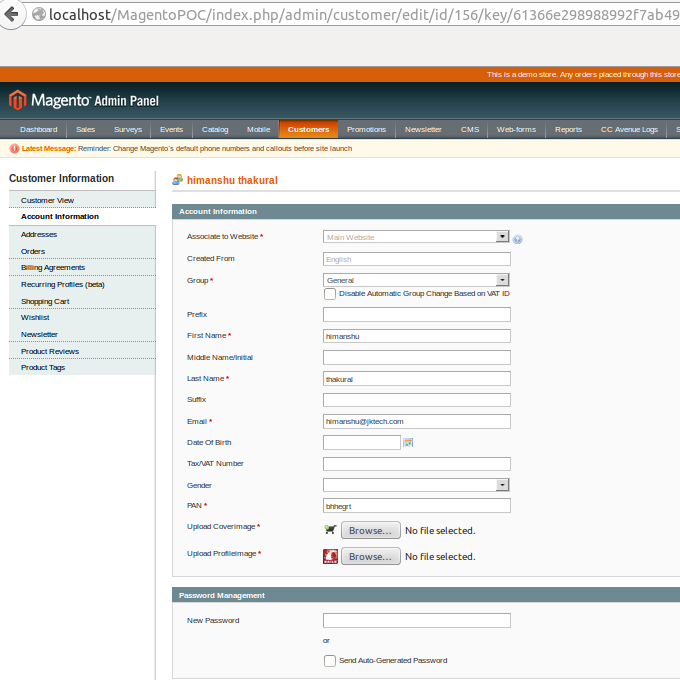 localhost/MagentoPOC/index.php/admin/customer/edit/id/156/key/61366e298988992f7ab49
This is a demo store. Any orders placed through this store
Magento Admin Panel
Dashboard Sales Surveys Events Catalog Mobile Customers Promotions Newsletter CMS Web-forms Reports CC Avenue Logs S
Latest Message: Reminder: Change Magento's default phone numbers and callouts before site launch
Customer Information
Customer View
Account Information
Addresses
Orders
Billing Agreements
Recurring Profiles (beta)
Shopping Cart
Wishlist
Newsletter
Product Reviews
Product Tags
himanshu thakural
Account Information
Associate to Website * Main Website
Created From English
Group * General
Disable Automatic Group Change Based on VAT ID
Prefix
First Name * himanshu
Middle Name/Initial
Last Name * thakural
Suffix
Email * himanshu@jktech.com
Date Of Birth
Tax/VAT Number
Gender
PAN * bhhegrt
Upload Coverimage * Browse... No file selected.
Upload Profileimage * Browse... No file selected.
Password Management
New Password
or
Send Auto-Generated Password